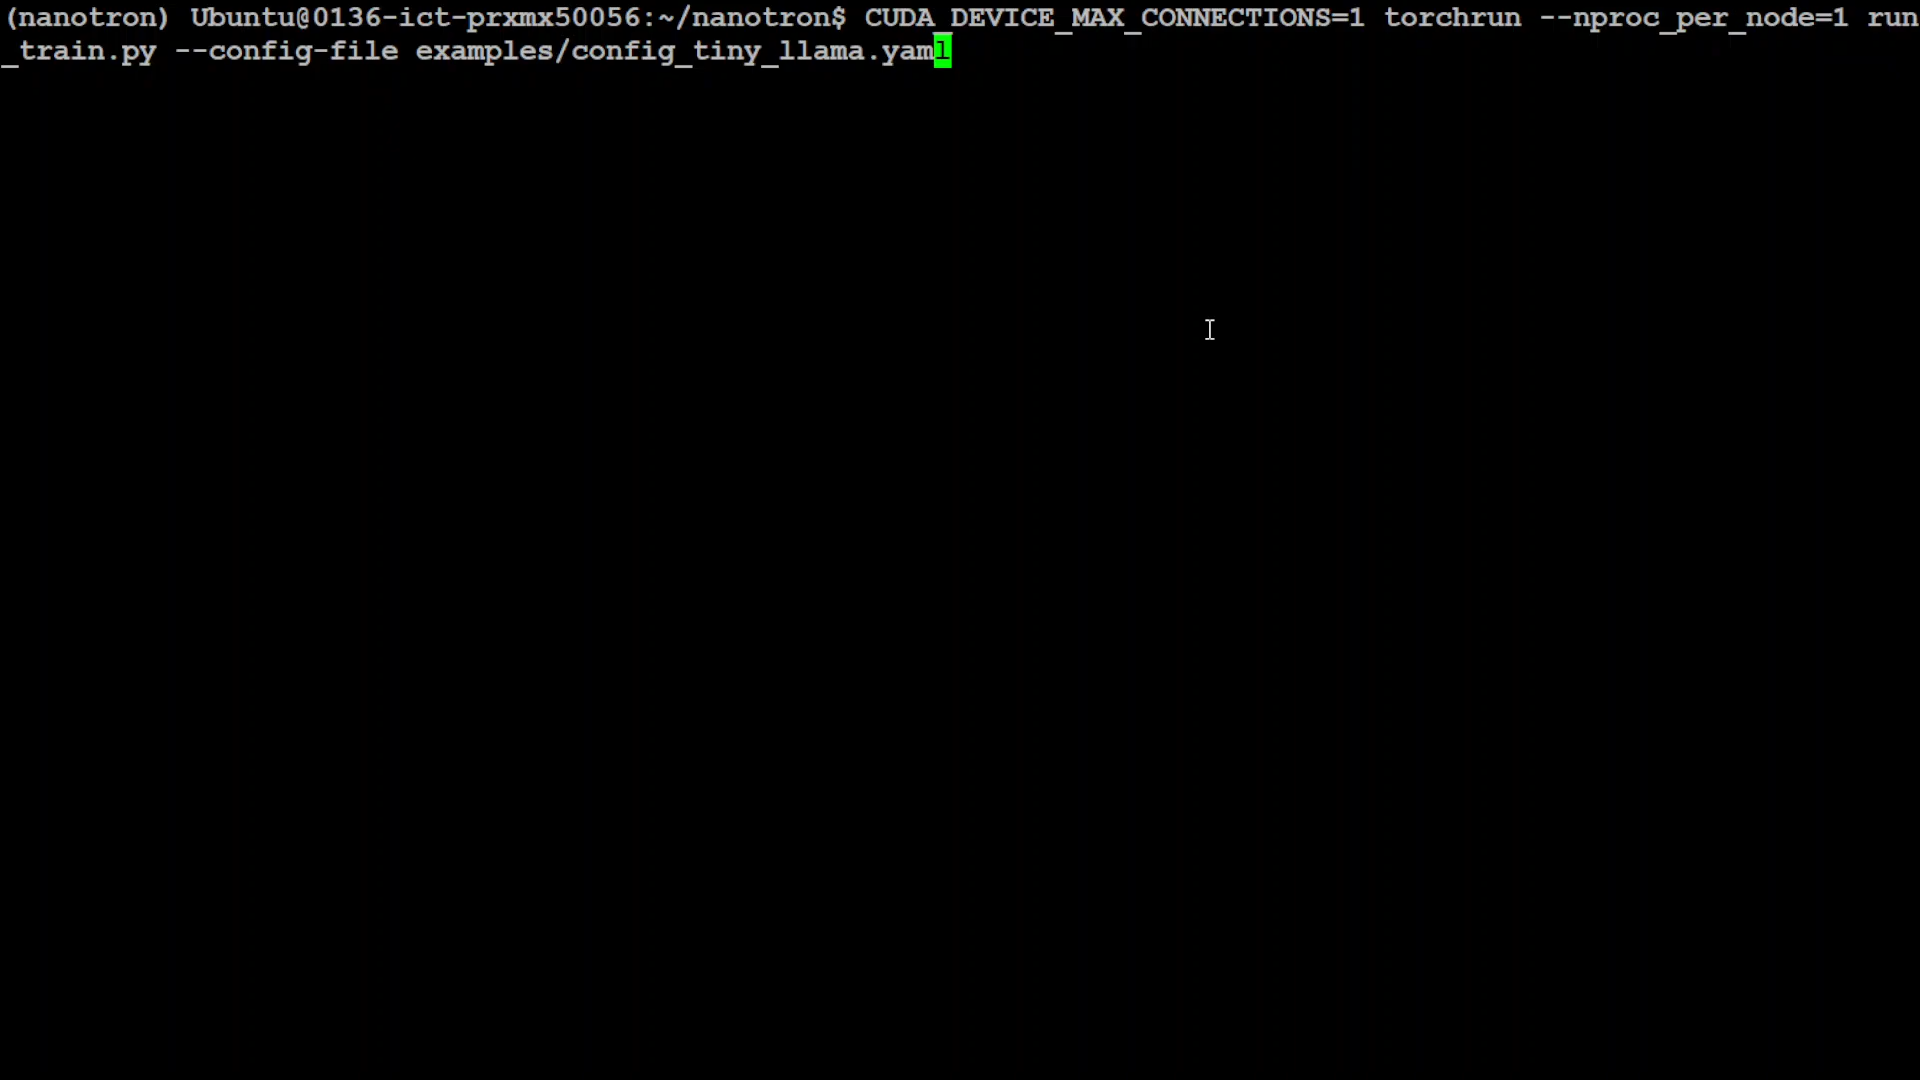 (nanotron) Ubuntu@0136-ict-prxmx50056:~/nanotron$ CUDA_DEVICE_MAX_CONNECTIONS=1 torchrun --nproc_per_node=1 run
_train.py --config-file examples/config_tiny_llama.yaml